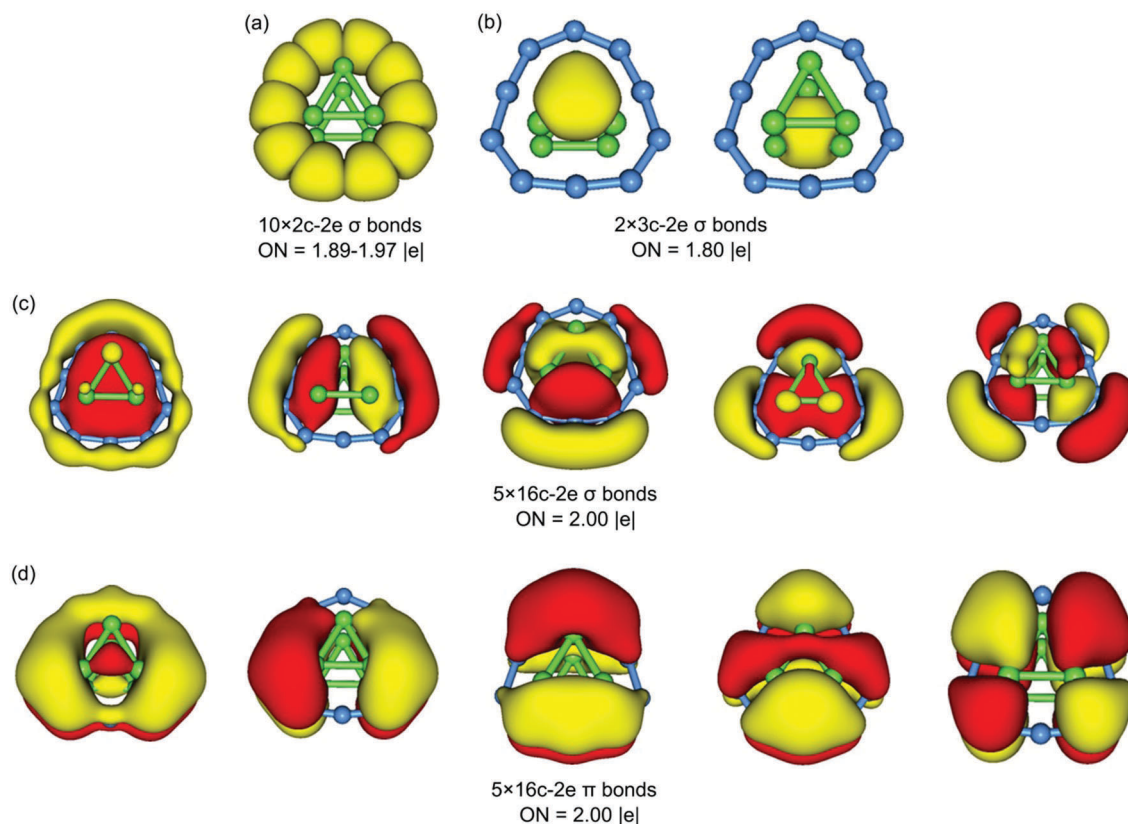 (a)
(b)
10×2c-2e σ bonds
ON = 1.89-1.97 |e|
2×3c-2e σ bonds
ON = 1.80 |e|
(c)
5×16c-2e σ bonds
ON = 2.00 |e|
(d)
5×16c-2e π bonds
ON = 2.00 |e|